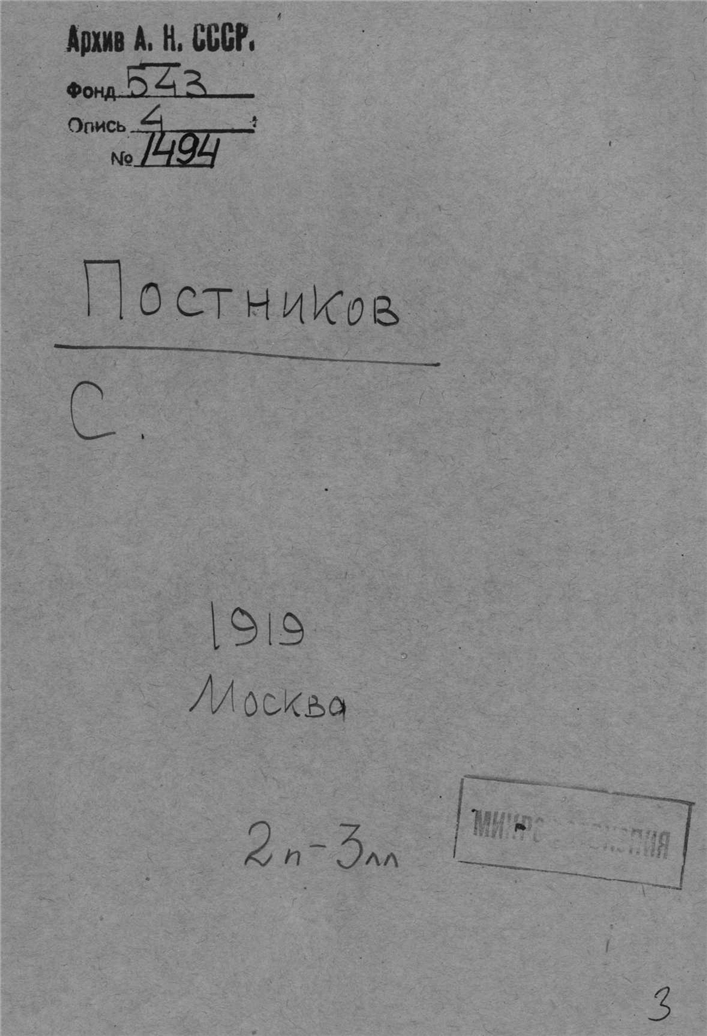 Архив А. Н. СССР.
Фонд 543
Опись 4
№ 1494
Постников
С.
1919
Москва
2п-3лл
3